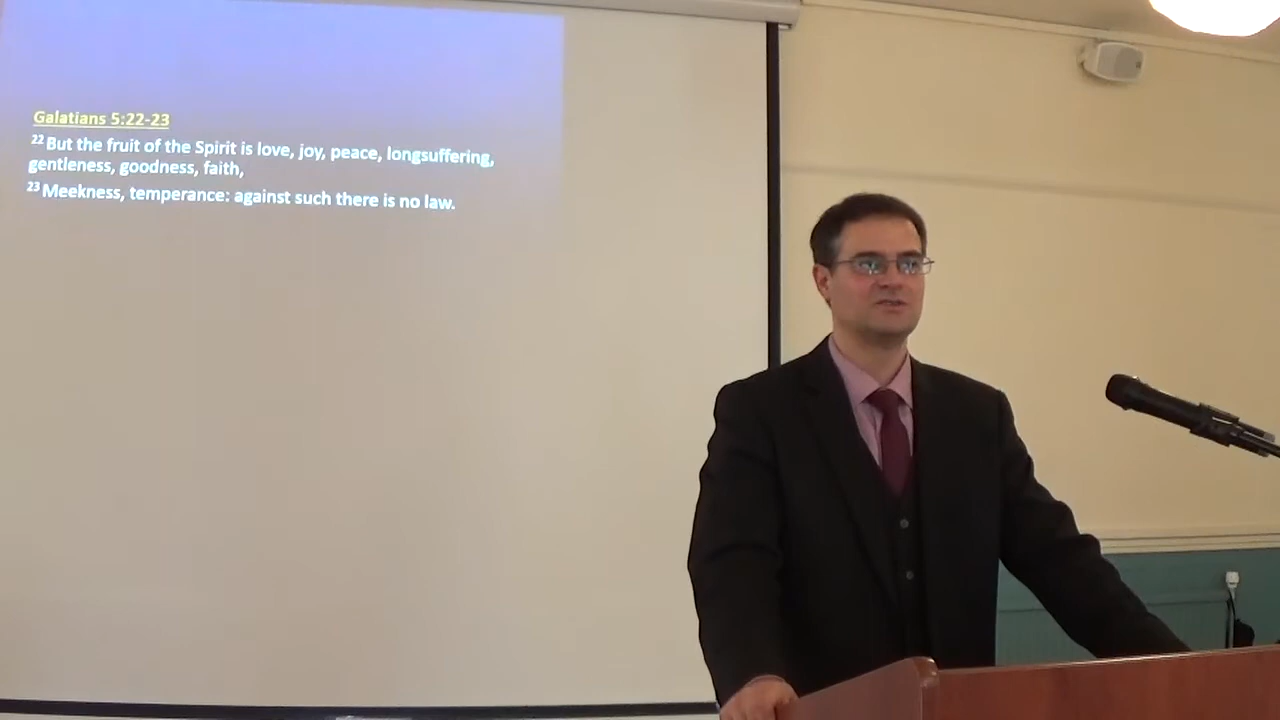 Galatians 5:22-23
22 But the fruit of the Spirit is love, joy, peace, longsuffering,
gentleness, goodness, faith,
23 Meekness, temperance: against such there is no law.